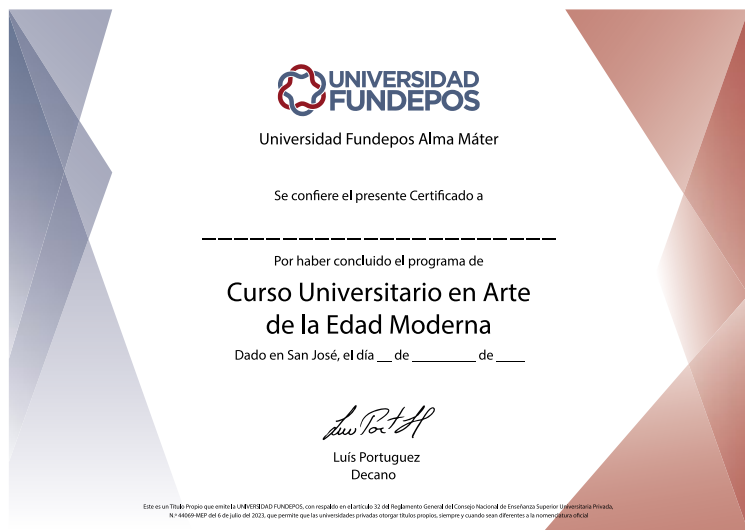 UNIVERSIDAD
FUNDEPOS
Universidad Fundepos Alma Máter
Se confiere el presente Certificado a
Por haber concluido el programa de
Curso Universitario en Arte
de la Edad Moderna
Dado en San José, el día __ de ________ de ____
Luís Portuguez
Decano
Este es un Título Propio que emite la UNIVERSIDAD FUNDEPOS, con respaldo en el artículo 32 del Reglamento General del Consejo Nacional de Enseñanza Superior Universitaria Privada,
N.º 44069-MEP del 6 de julio del 2023, que permite que las universidades privadas otorgar títulos propios, siempre y cuando sean diferentes a la nomenclatura oficial